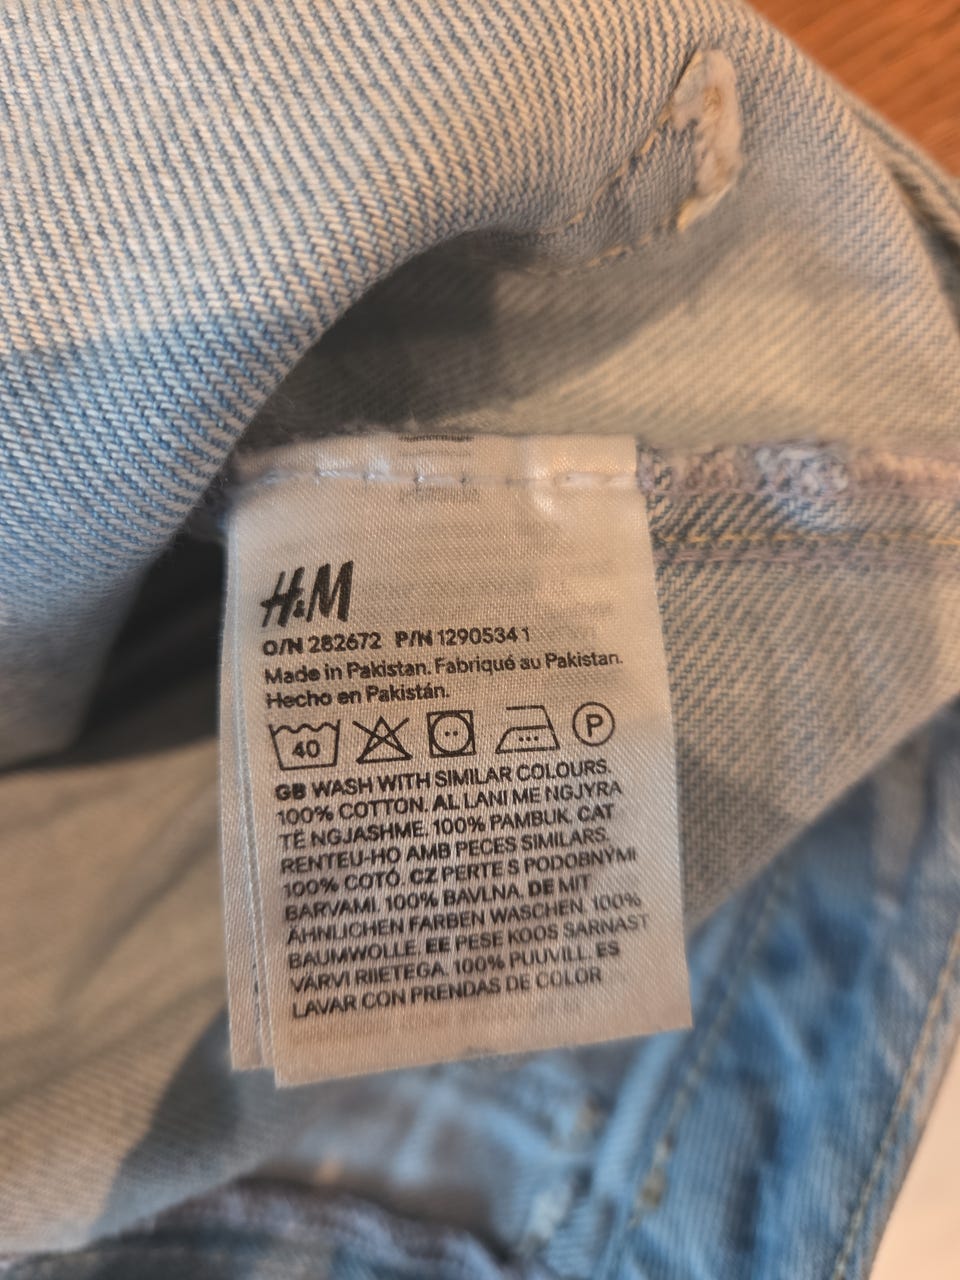 H&M
O/N 282672 P/N 12905341
Made in Pakistan. Fabriqué au Pakistan.
Hecho en Pakistán.
40 P
GB WASH WITH SIMILAR COLOURS.
100% COTTON. AL LANI ME NGJYRA
TË NGJASHME. 100% PAMBUK. CAT
RENTEU-HO AMB PECES SIMILARS.
100% COTÓ. CZ PERTE S PODOBNÝMI
BARVAMI. 100% BAVLNA. DE MIT
ÄHNLICHEN FARBEN WASCHEN. 100%
BAUMWOLLE. EE PESE KOOS SARNAST
VÄRVI RIIETEGA. 100% PUUVILL. ES
LAVAR CON PRENDAS DE COLOR